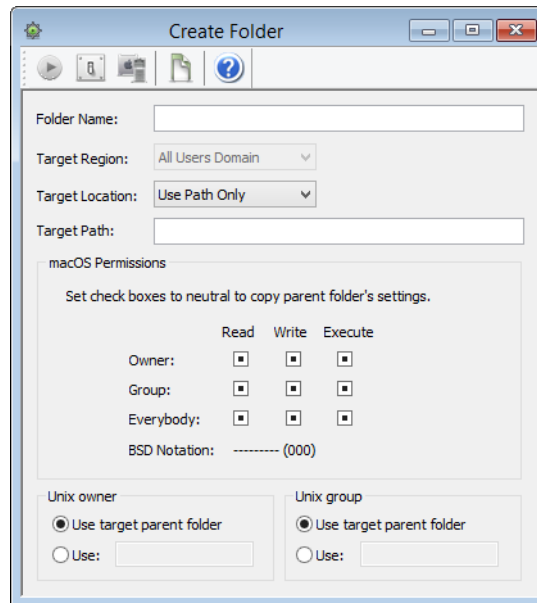 Create Folder
Folder Name:
Target Region: All Users Domain
Target Location: Use Path Only
Target Path:
macOS Permissions
Set check boxes to neutral to copy parent folder's settings.
Read Write Execute
Owner:
Group:
Everybody:
BSD Notation: --------- (000)
Unix owner Unix group
Use target parent folder Use target parent folder
Use: Use: